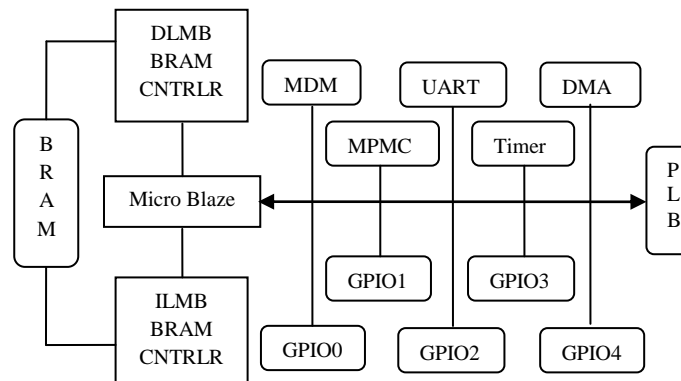 DLMB
BRAM
CNTRLR
MDM
UART
DMA
B
R
A
M
MPMC
Timer
P
L
B
Micro Blaze
GPIO1
GPIO3
ILMB
BRAM
CNTRLR
GPIO0
GPIO2
GPIO4